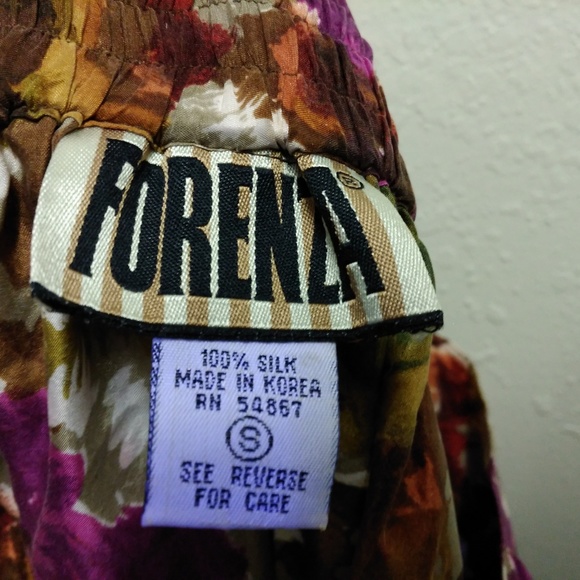 FORENZA®
100% SILK
MADE IN KOREA
RN 54867
S
SEE REVERSE
FOR CARE